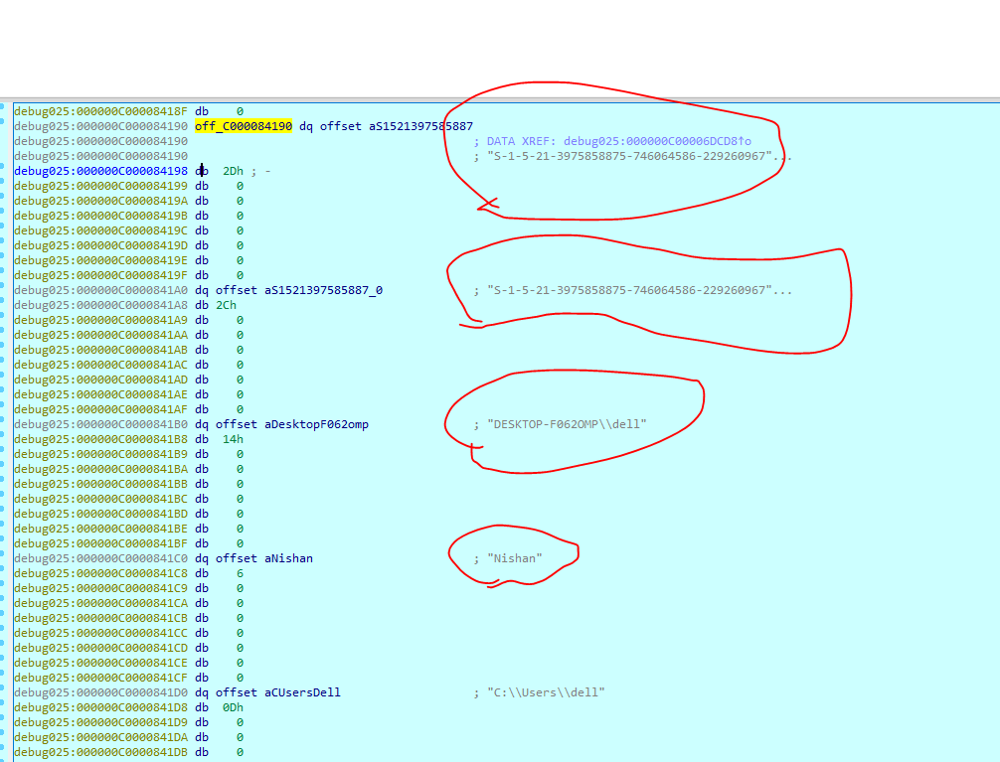 debug025:000000C00008418F db    0
debug025:000000C000084190 off_C000084190 dq offset aS1521397585887
debug025:000000C000084190 ; DATA XREF: debug025:000000C00006DCD8↑o
debug025:000000C000084190 ; "S-1-5-21-3975858875-746064586-229260967"...
debug025:000000C000084198 db  2Dh ; -
debug025:000000C000084199 db    0
debug025:000000C00008419A db    0
debug025:000000C00008419B db    0
debug025:000000C00008419C db    0
debug025:000000C00008419D db    0
debug025:000000C00008419E db    0
debug025:000000C00008419F db    0
debug025:000000C0000841A0 dq offset aS1521397585887_0 ; "S-1-5-21-3975858875-746064586-229260967"...
debug025:000000C0000841A8 db 2Ch
debug025:000000C0000841A9 db    0
debug025:000000C0000841AA db    0
debug025:000000C0000841AB db    0
debug025:000000C0000841AC db    0
debug025:000000C0000841AD db    0
debug025:000000C0000841AE db    0
debug025:000000C0000841AF db    0
debug025:000000C0000841B0 dq offset aDesktopF062omp ; "DESKTOP-F062OMP\\dell"
debug025:000000C0000841B8 db  14h
debug025:000000C0000841B9 db    0
debug025:000000C0000841BA db    0
debug025:000000C0000841BB db    0
debug025:000000C0000841BC db    0
debug025:000000C0000841BD db    0
debug025:000000C0000841BE db    0
debug025:000000C0000841BF db    0
debug025:000000C0000841C0 dq offset aNishan ; "Nishan"
debug025:000000C0000841C8 db    6
debug025:000000C0000841C9 db    0
debug025:000000C0000841CA db    0
debug025:000000C0000841CB db    0
debug025:000000C0000841CC db    0
debug025:000000C0000841CD db    0
debug025:000000C0000841CE db    0
debug025:000000C0000841CF db    0
debug025:000000C0000841D0 dq offset aCUsersDell ; "C:\\Users\\dell"
debug025:000000C0000841D8 db  0Dh
debug025:000000C0000841D9 db    0
debug025:000000C0000841DA db    0
debug025:000000C0000841DB db    0